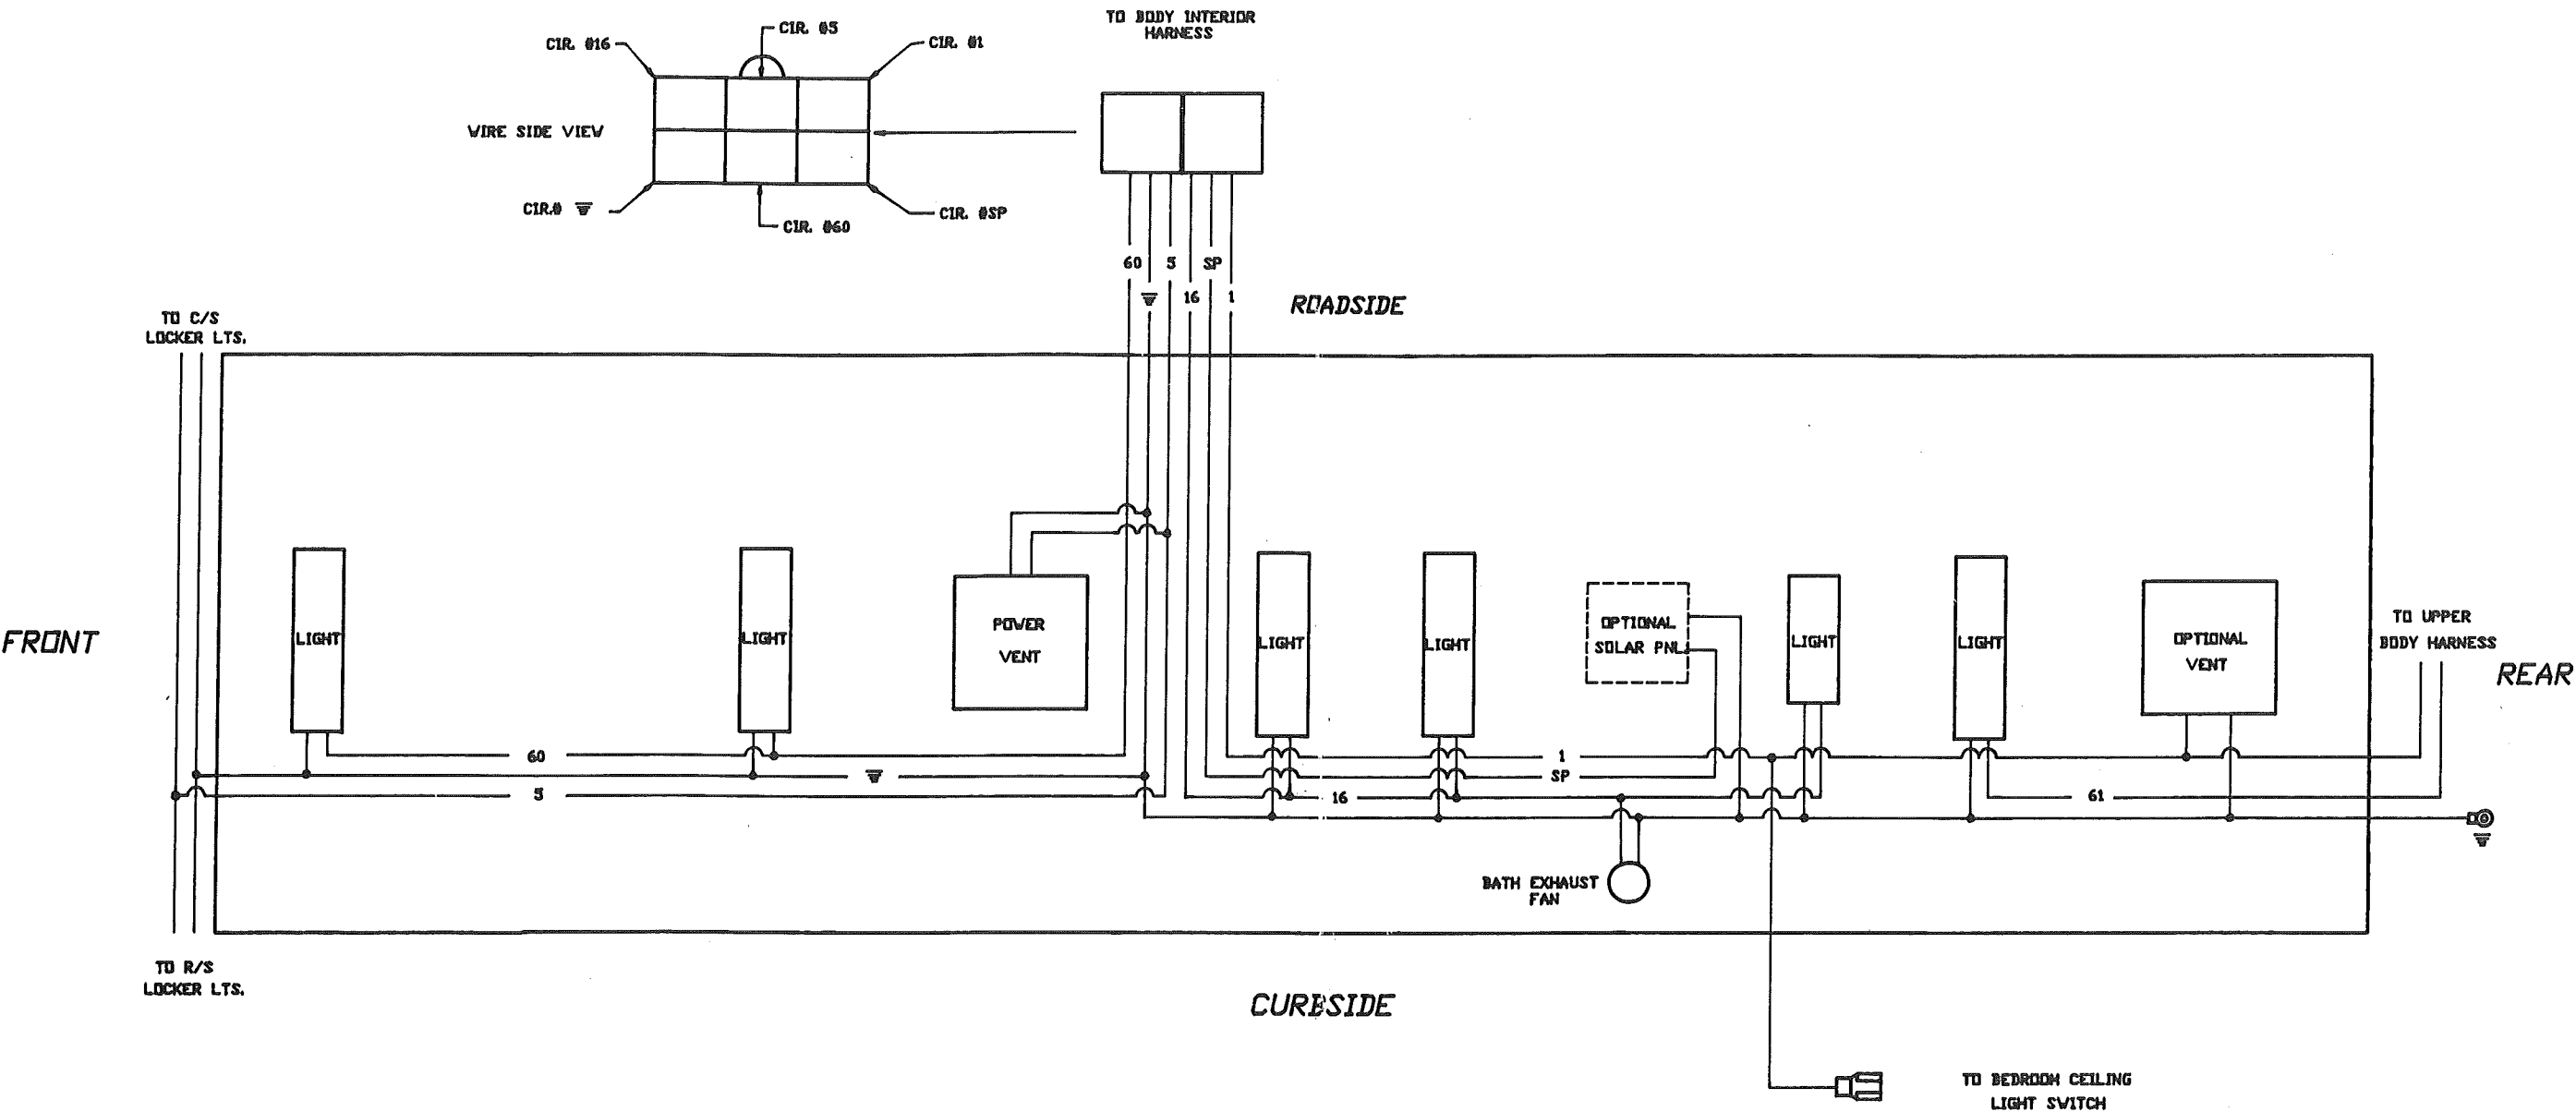 TO BODY INTERIOR
HARNESS
CIR. #5
CIR. #16
CIR. #1
WIRE SIDE VIEW
CIR.#
CIR. #SP
CIR. #60
60
5
SP
16
1
ROADSIDE
TO C/S
LOCKER LTS.
FRONT
LIGHT
LIGHT
POWER
VENT
LIGHT
LIGHT
OPTIONAL
SOLAR PNL.
LIGHT
LIGHT
OPTIONAL
VENT
TO UPPER
BODY HARNESS
REAR
60
1
SP
5
16
61
BATH EXHAUST
FAN
TO R/S
LOCKER LTS.
CURBSIDE
TO BEDROOM CEILING
LIGHT SWITCH